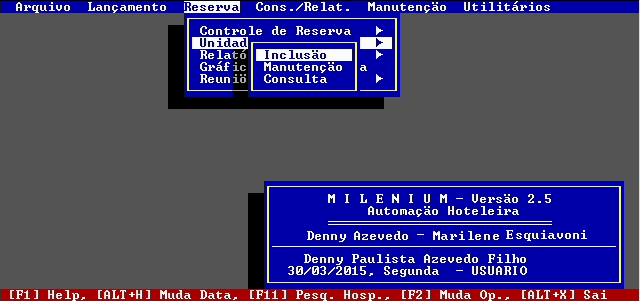 Arquivo Lançamento Reserva Cons./Relat. Manutenção Utilitários
Controle de Reserva
Unidad
Relató
Gráfic
Reuniö
Inclusão
Manutenção a
Consulta
M I L E N I U M - Versão 2.5
Automação Hoteleira
Denny Azevedo - Marilene Esquiavoni
Denny Paulista Azevedo Filho
30/03/2015, Segunda - USUARIO
[F1] Help, [ALT+H] Muda Data, [F11] Pesq. Hosp., [F2] Muda Op., [ALT+X] Sai